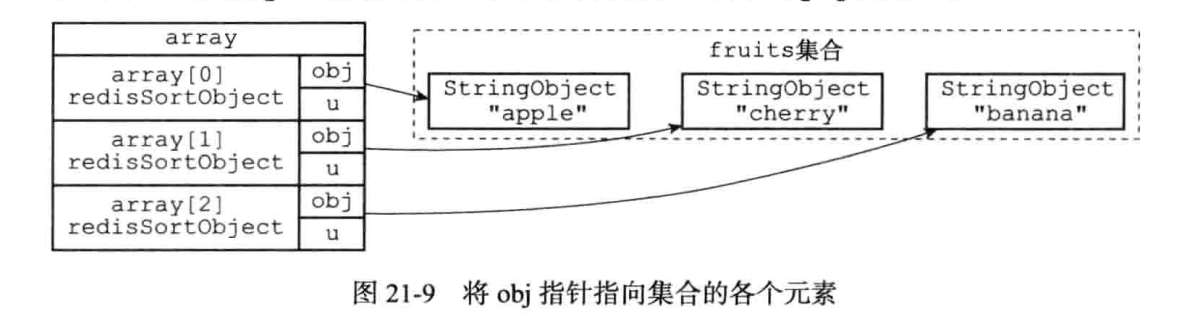 array
fruits集合
array[0]
redisSortObject
obj
u
StringObject
"apple"
StringObject
"cherry"
StringObject
"banana"
array[1]
redisSortObject
obj
u
array[2]
redisSortObject
obj
u
图 21-9 将 obj 指针指向集合的各个元素